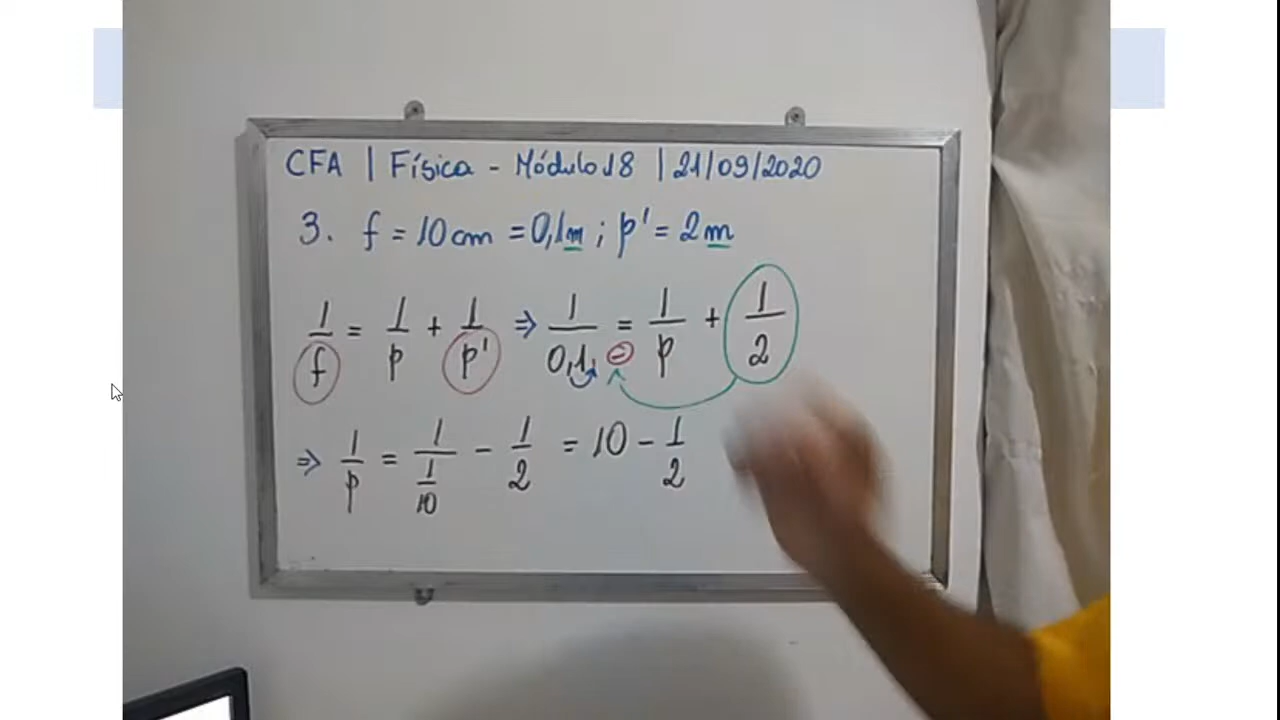 CFA | Física - Módulo 18 | 21/09/2020
3. f = 10 cm = 0,1m ; p' = 2 m
1/f = 1/p + 1/p' ⇒ 1/0,1 = 1/p + 1/2
-
⇒ 1/p = 1/(1/10) - 1/2 = 10 - 1/2